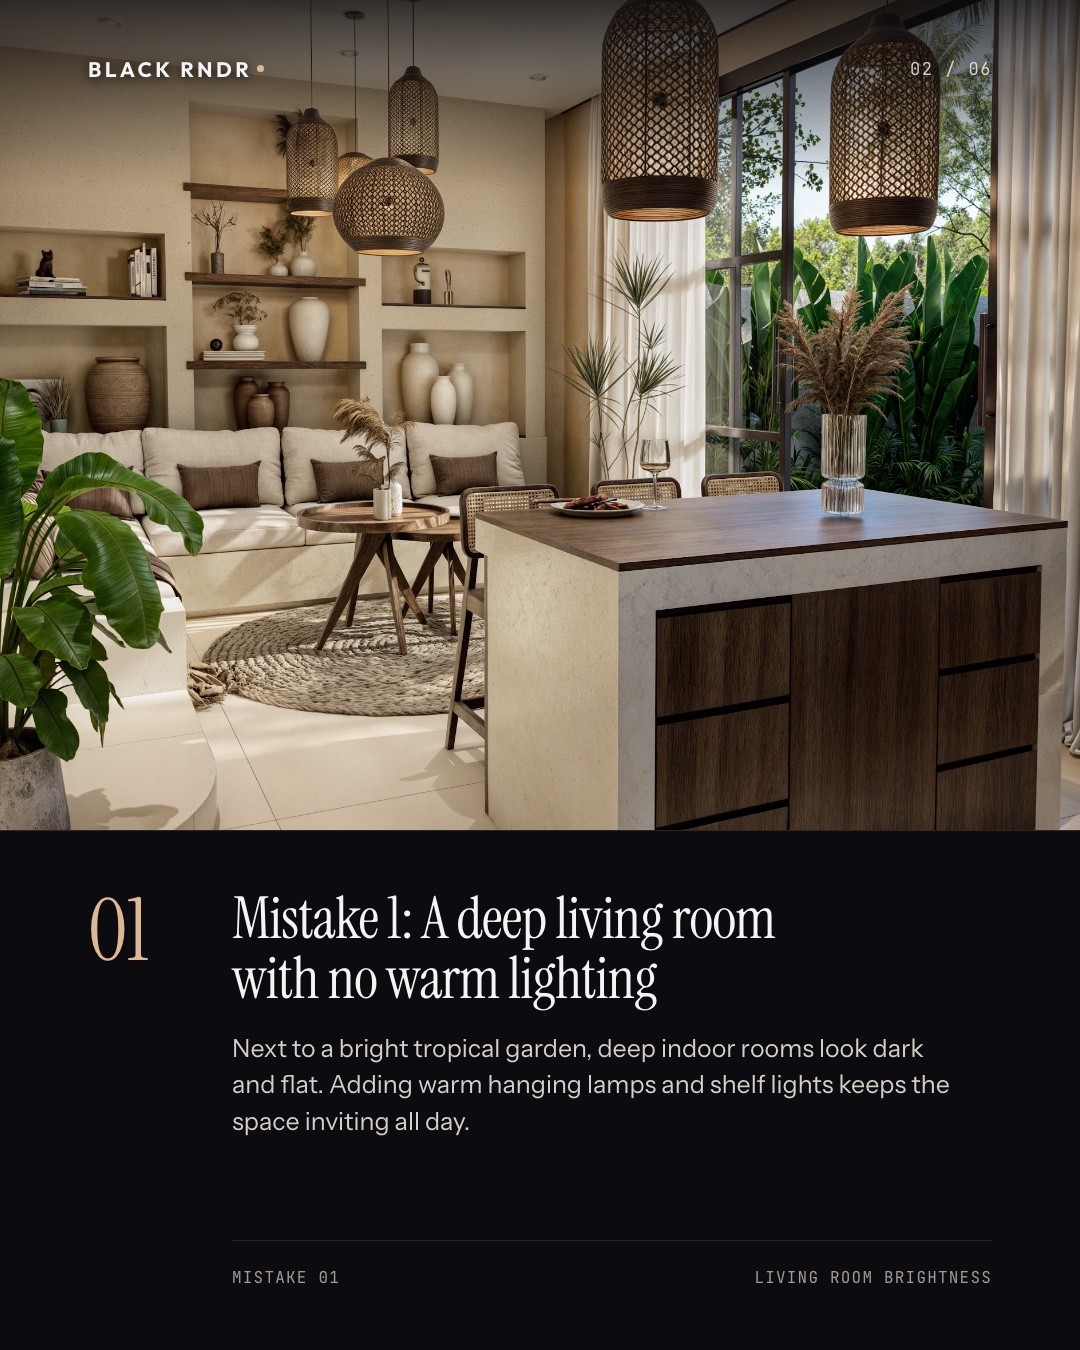 BLACK RNDR
02 / 06
01
Mistake 1: A deep living room
with no warm lighting
Next to a bright tropical garden, deep indoor rooms look dark
and flat. Adding warm hanging lamps and shelf lights keeps the
space inviting all day.
MISTAKE 01
LIVING ROOM BRIGHTNESS